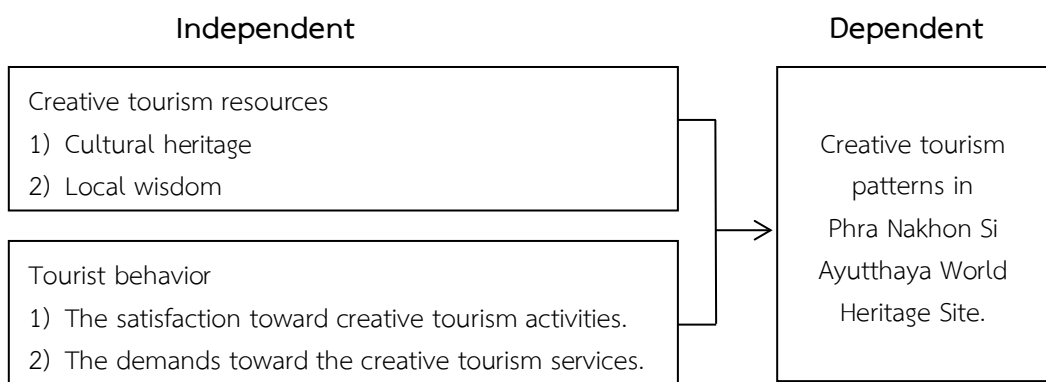 Independent
Dependent
Creative tourism resources
1) Cultural heritage
2) Local wisdom
Tourist behavior
1) The satisfaction toward creative tourism activities.
2) The demands toward the creative tourism services.
Creative tourism
patterns in
Phra Nakhon Si
Ayutthaya World
Heritage Site.